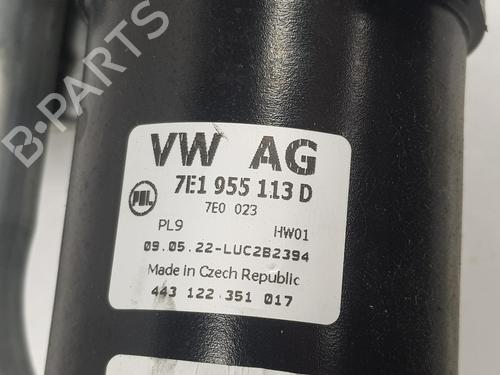 VW AG
PAL 7E1 955 113 D
7E0 023
PL9 HW01
09.05.22-LUC2B2394
Made in Czech Republic
443 122 351 017
B-PARTS